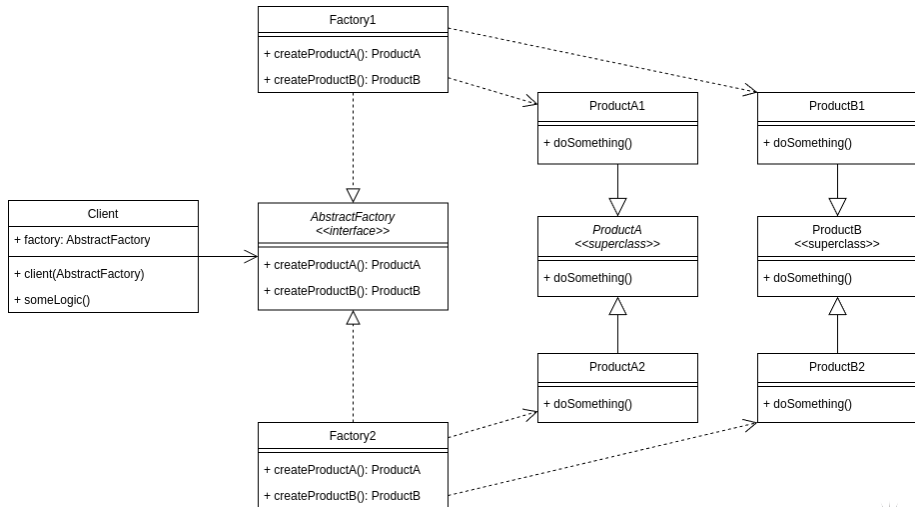 Factory1
+ createProductA(): ProductA
+ createProductB(): ProductB
ProductA1
+ doSomething()
ProductB1
+ doSomething()
Client
+ factory: AbstractFactory
+ client(AbstractFactory)
+ someLogic()
AbstractFactory
<<interface>>
+ createProductA(): ProductA
+ createProductB(): ProductB
ProductA
<<superclass>>
+ doSomething()
ProductB
<<superclass>>
+ doSomething()
ProductA2
+ doSomething()
ProductB2
+ doSomething()
Factory2
+ createProductA(): ProductA
+ createProductB(): ProductB